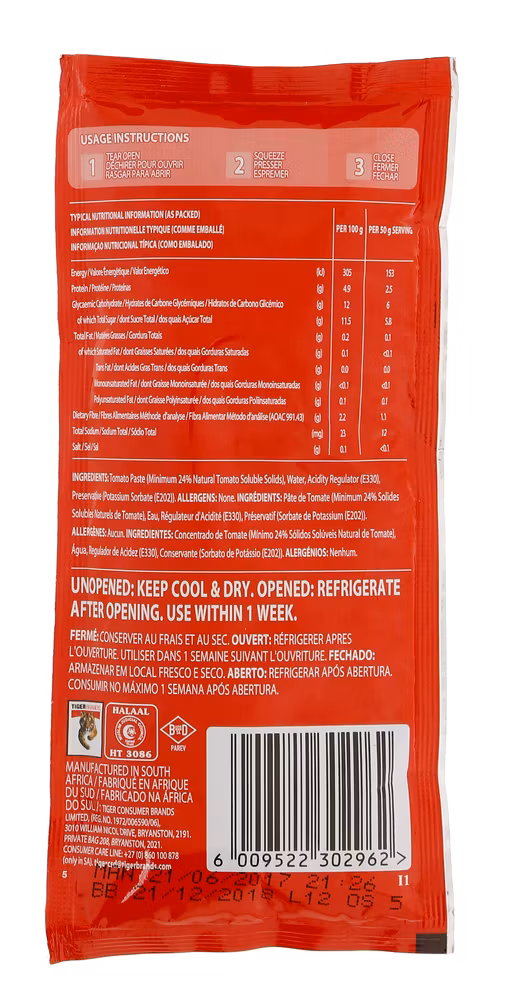 USAGE INSTRUCTIONS
1 TEAR OPEN
DÉCHIRER POUR OUVRIR
RASGAR PARA ABRIR
2 SQUEEZE
PRESSER
ESPREMER
3 CLOSE
FERMER
FECHAR
TYPICAL NUTRITIONAL INFORMATION (AS PACKED)
INFORMATION NUTRITIONELLE TYPIQUE (COMME EMBALLÉ)
INFORMAÇAO NUTRICIONAL TÍPICA (COMO EMBALADO)
PER 100 g PER 50 g SERVING
Energy / Valore Énergétique / Valor Energético (kJ) 305 153
Protein / Protéine / Proteínas (g) 4.9 2.5
Glycaemic Carbohydrate / Hydrates de Carbone Glycémiques / Hidratos de Carbono Glicémico (g) 12 6
of which Total Sugar / dont Sucre Total / dos quais Açúcar Total (g) 11.5 5.8
Total Fat / Matières Grasses / Gordura Totais (g) 0.2 0.1
of which Saturated Fat / dont Graisses Saturées / dos quais Gorduras Saturadas (g) 0.1 <0.1
Trans Fat / dont Acides Gras Trans / dos quais Gorduras Trans (g) 0.0 0.0
Monounsaturated Fat / dont Graisse Monoinsaturée / dos quais Gorduras Monoinsaturadas (g) <0.1 <0.1
Polyunsaturated Fat / dont Graisse Polyinsaturée / dos quais Gorduras Polinsaturadas (g) 0.1 0.1
Dietary Fibre / Fibres Alimentaires Méthode d'analyse / Fibra Alimentar Método d'análise (AOAC 991.43) (g) 2.2 1.1
Total Sodium / Sodium Total / Sódio Total (mg) 23 12
Salt / Sel / Sal (g) 0.1 <0.1
INGREDIENTS: Tomato Paste (Minimum 24% Natural Tomato Soluble Solids), Water, Acidity Regulator (E330),
Preservative (Potassium Sorbate (E202)). ALLERGENS: None. INGRÉDIENTS: Pâte de Tomate (Minimum 24% Solides
Solubles Naturels de Tomate), Eau, Régulateur d'Acidité (E330), Préservatif (Sorbate de Potassium (E202)).
ALLERGÈNES: Aucun. INGREDIENTES: Concentrado de Tomate (Mínimo 24% Sólidos Solúveis Natural de Tomate),
Água, Regulador de Acidez (E330), Conservante (Sorbato de Potássio (E202)). ALERGÉNIOS: Nenhum.
UNOPENED: KEEP COOL & DRY. OPENED: REFRIGERATE
AFTER OPENING. USE WITHIN 1 WEEK.
FERMÉ: CONSERVER AU FRAIS ET AU SEC. OUVERT: RÉFRIGERER APRES
L'OUVERTURE. UTILISER DANS 1 SEMAINE SUIVANT L'OUVRITURE. FECHADO:
ARMAZENAR EM LOCAL FRESCO E SECO. ABERTO: REFRIGERAR APÓS ABERTURA.
CONSUMIR NO MÁXIMO 1 SEMANA APÓS ABERTURA.
TIGER BRANDS
HALAAL
HT 3086
BTHD
PAREV
MANUFACTURED IN SOUTH
AFRICA / FABRIQUÉ EN AFRIQUE
DU SUD / FABRICADO NA ÁFRICA
DO SUL / : TIGER CONSUMER BRANDS
LIMITED, (REG. NO. 1972/006590/06),
3010 WILLIAM NICOL DRIVE, BRYANSTON, 2191.
PRIVATE BAG 208, BRYANSTON, 2021.
CONSUMER CARE LINE: +27 (0) 860 100 878
(only in SA). tigercsd@tigerbrands.com
6 009522 302962 >
5
I1
MAN 21/06/2017 21:26
BB 21/12/2018 L12 OS 5